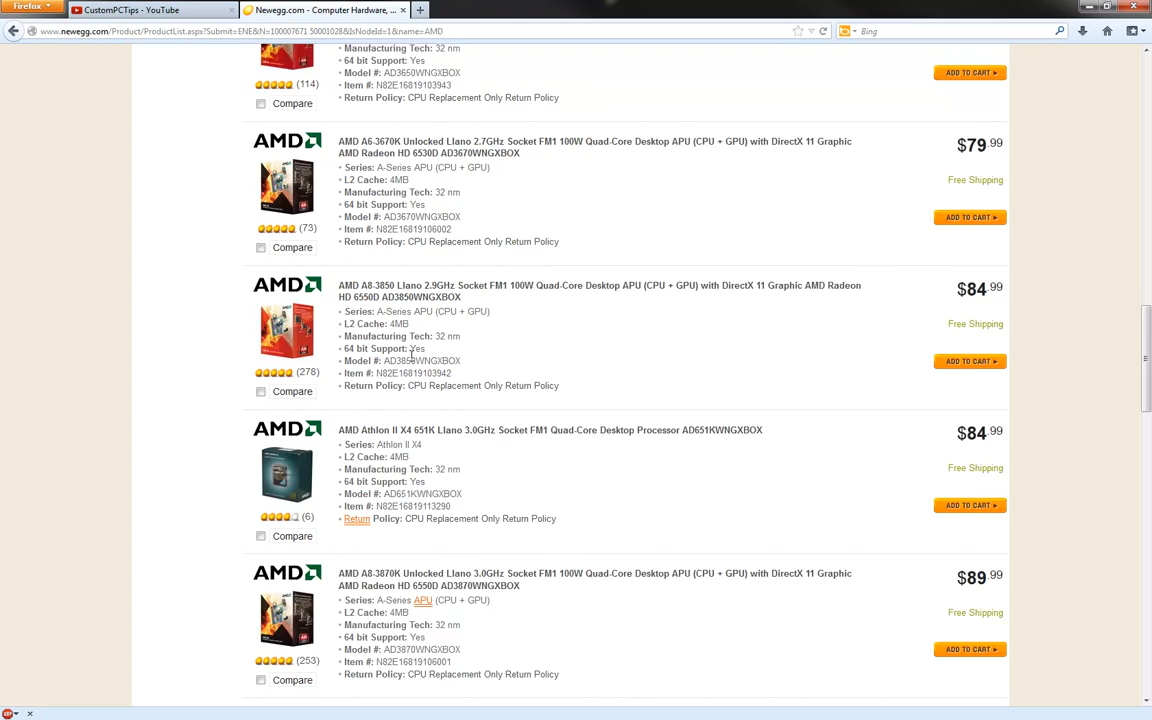 Firefox
CustomPCTips - YouTube
Newegg.com - Computer Hardware, ...
www.newegg.com/Product/ProductList.aspx?Submit=ENE&N=100007671 50001028&IsNodeId=1&name=AMD
Bing
Manufacturing Tech: 32 nm
64 bit Support: Yes
Model #: AD3650WNGXBOX
Item #: N82E16819103943
Return Policy: CPU Replacement Only Return Policy
(114)
Compare
ADD TO CART
AMD
AMD A6-3670K Unlocked Llano 2.7GHz Socket FM1 100W Quad-Core Desktop APU (CPU + GPU) with DirectX 11 Graphic
AMD Radeon HD 6530D AD3670WNGXBOX
Series: A-Series APU (CPU + GPU)
L2 Cache: 4MB
Manufacturing Tech: 32 nm
64 bit Support: Yes
Model #: AD3670WNGXBOX
Item #: N82E16819106002
Return Policy: CPU Replacement Only Return Policy
(73)
Compare
$79.99
Free Shipping
ADD TO CART
AMD
AMD A8-3850 Llano 2.9GHz Socket FM1 100W Quad-Core Desktop APU (CPU + GPU) with DirectX 11 Graphic AMD Radeon
HD 6550D AD3850WNGXBOX
Series: A-Series APU (CPU + GPU)
L2 Cache: 4MB
Manufacturing Tech: 32 nm
64 bit Support: Yes
Model #: AD3850WNGXBOX
Item #: N82E16819103942
Return Policy: CPU Replacement Only Return Policy
(278)
Compare
$84.99
Free Shipping
ADD TO CART
AMD
AMD Athlon II X4 651K Llano 3.0GHz Socket FM1 Quad-Core Desktop Processor AD651KWNGXBOX
Series: Athlon II X4
L2 Cache: 4MB
Manufacturing Tech: 32 nm
64 bit Support: Yes
Model #: AD651KWNGXBOX
Item #: N82E16819113290
Return Policy: CPU Replacement Only Return Policy
(6)
Compare
$84.99
Free Shipping
ADD TO CART
AMD
AMD A8-3870K Unlocked Llano 3.0GHz Socket FM1 100W Quad-Core Desktop APU (CPU + GPU) with DirectX 11 Graphic
AMD Radeon HD 6550D AD3870WNGXBOX
Series: A-Series APU (CPU + GPU)
L2 Cache: 4MB
Manufacturing Tech: 32 nm
64 bit Support: Yes
Model #: AD3870WNGXBOX
Item #: N82E16819106001
Return Policy: CPU Replacement Only Return Policy
(253)
Compare
$89.99
Free Shipping
ADD TO CART